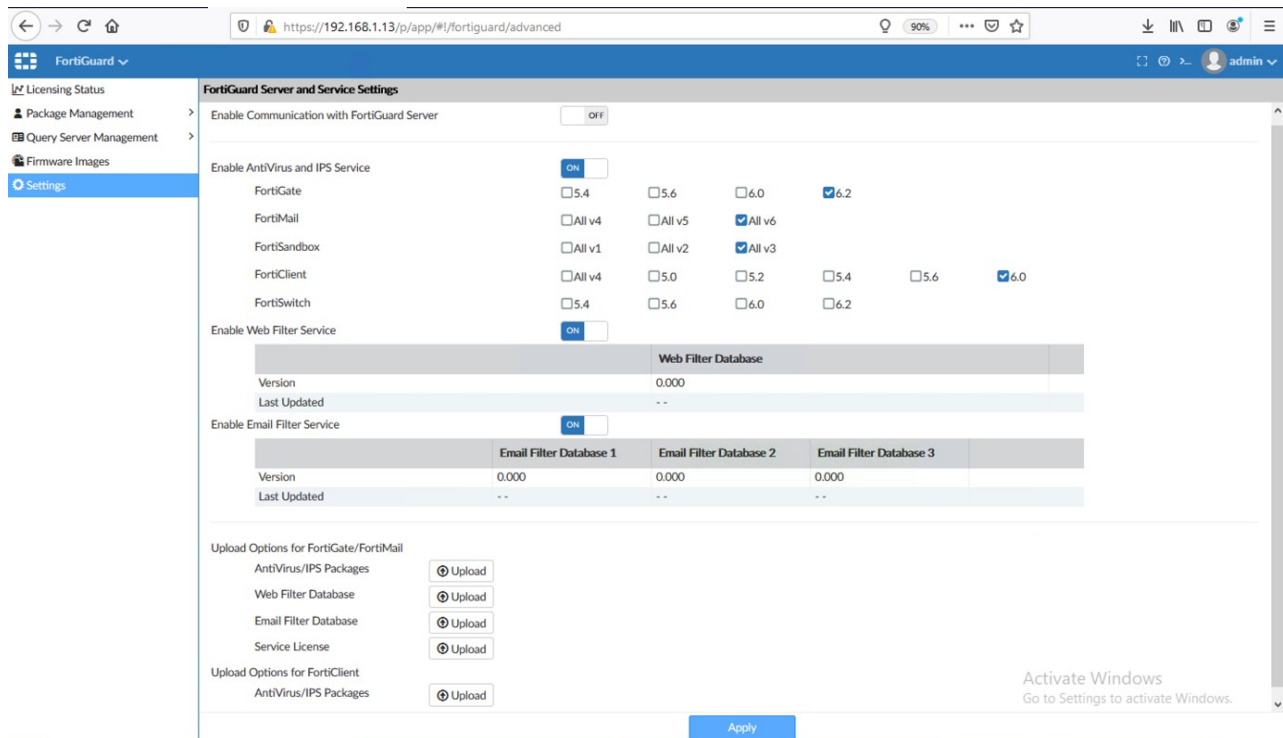 https://192.168.1.13/p/app/#!/fortiguard/advanced 90%
FortiGuard admin
Licensing Status
Package Management
Query Server Management
Firmware Images
Settings
FortiGuard Server and Service Settings
Enable Communication with FortiGuard Server OFF
Enable AntiVirus and IPS Service ON
FortiGate 5.4 5.6 6.0 6.2
FortiMail All v4 All v5 All v6
FortiSandbox All v1 All v2 All v3
FortiClient All v4 5.0 5.2 5.4 5.6 6.0
FortiSwitch 5.4 5.6 6.0 6.2
Enable Web Filter Service ON
Web Filter Database
Version 0.000
Last Updated - -
Enable Email Filter Service ON
Email Filter Database 1 Email Filter Database 2 Email Filter Database 3
Version 0.000 0.000 0.000
Last Updated - - - - - -
Upload Options for FortiGate/FortiMail
AntiVirus/IPS Packages Upload
Web Filter Database Upload
Email Filter Database Upload
Service License Upload
Upload Options for FortiClient
AntiVirus/IPS Packages Upload
Activate Windows
Go to Settings to activate Windows.
Apply